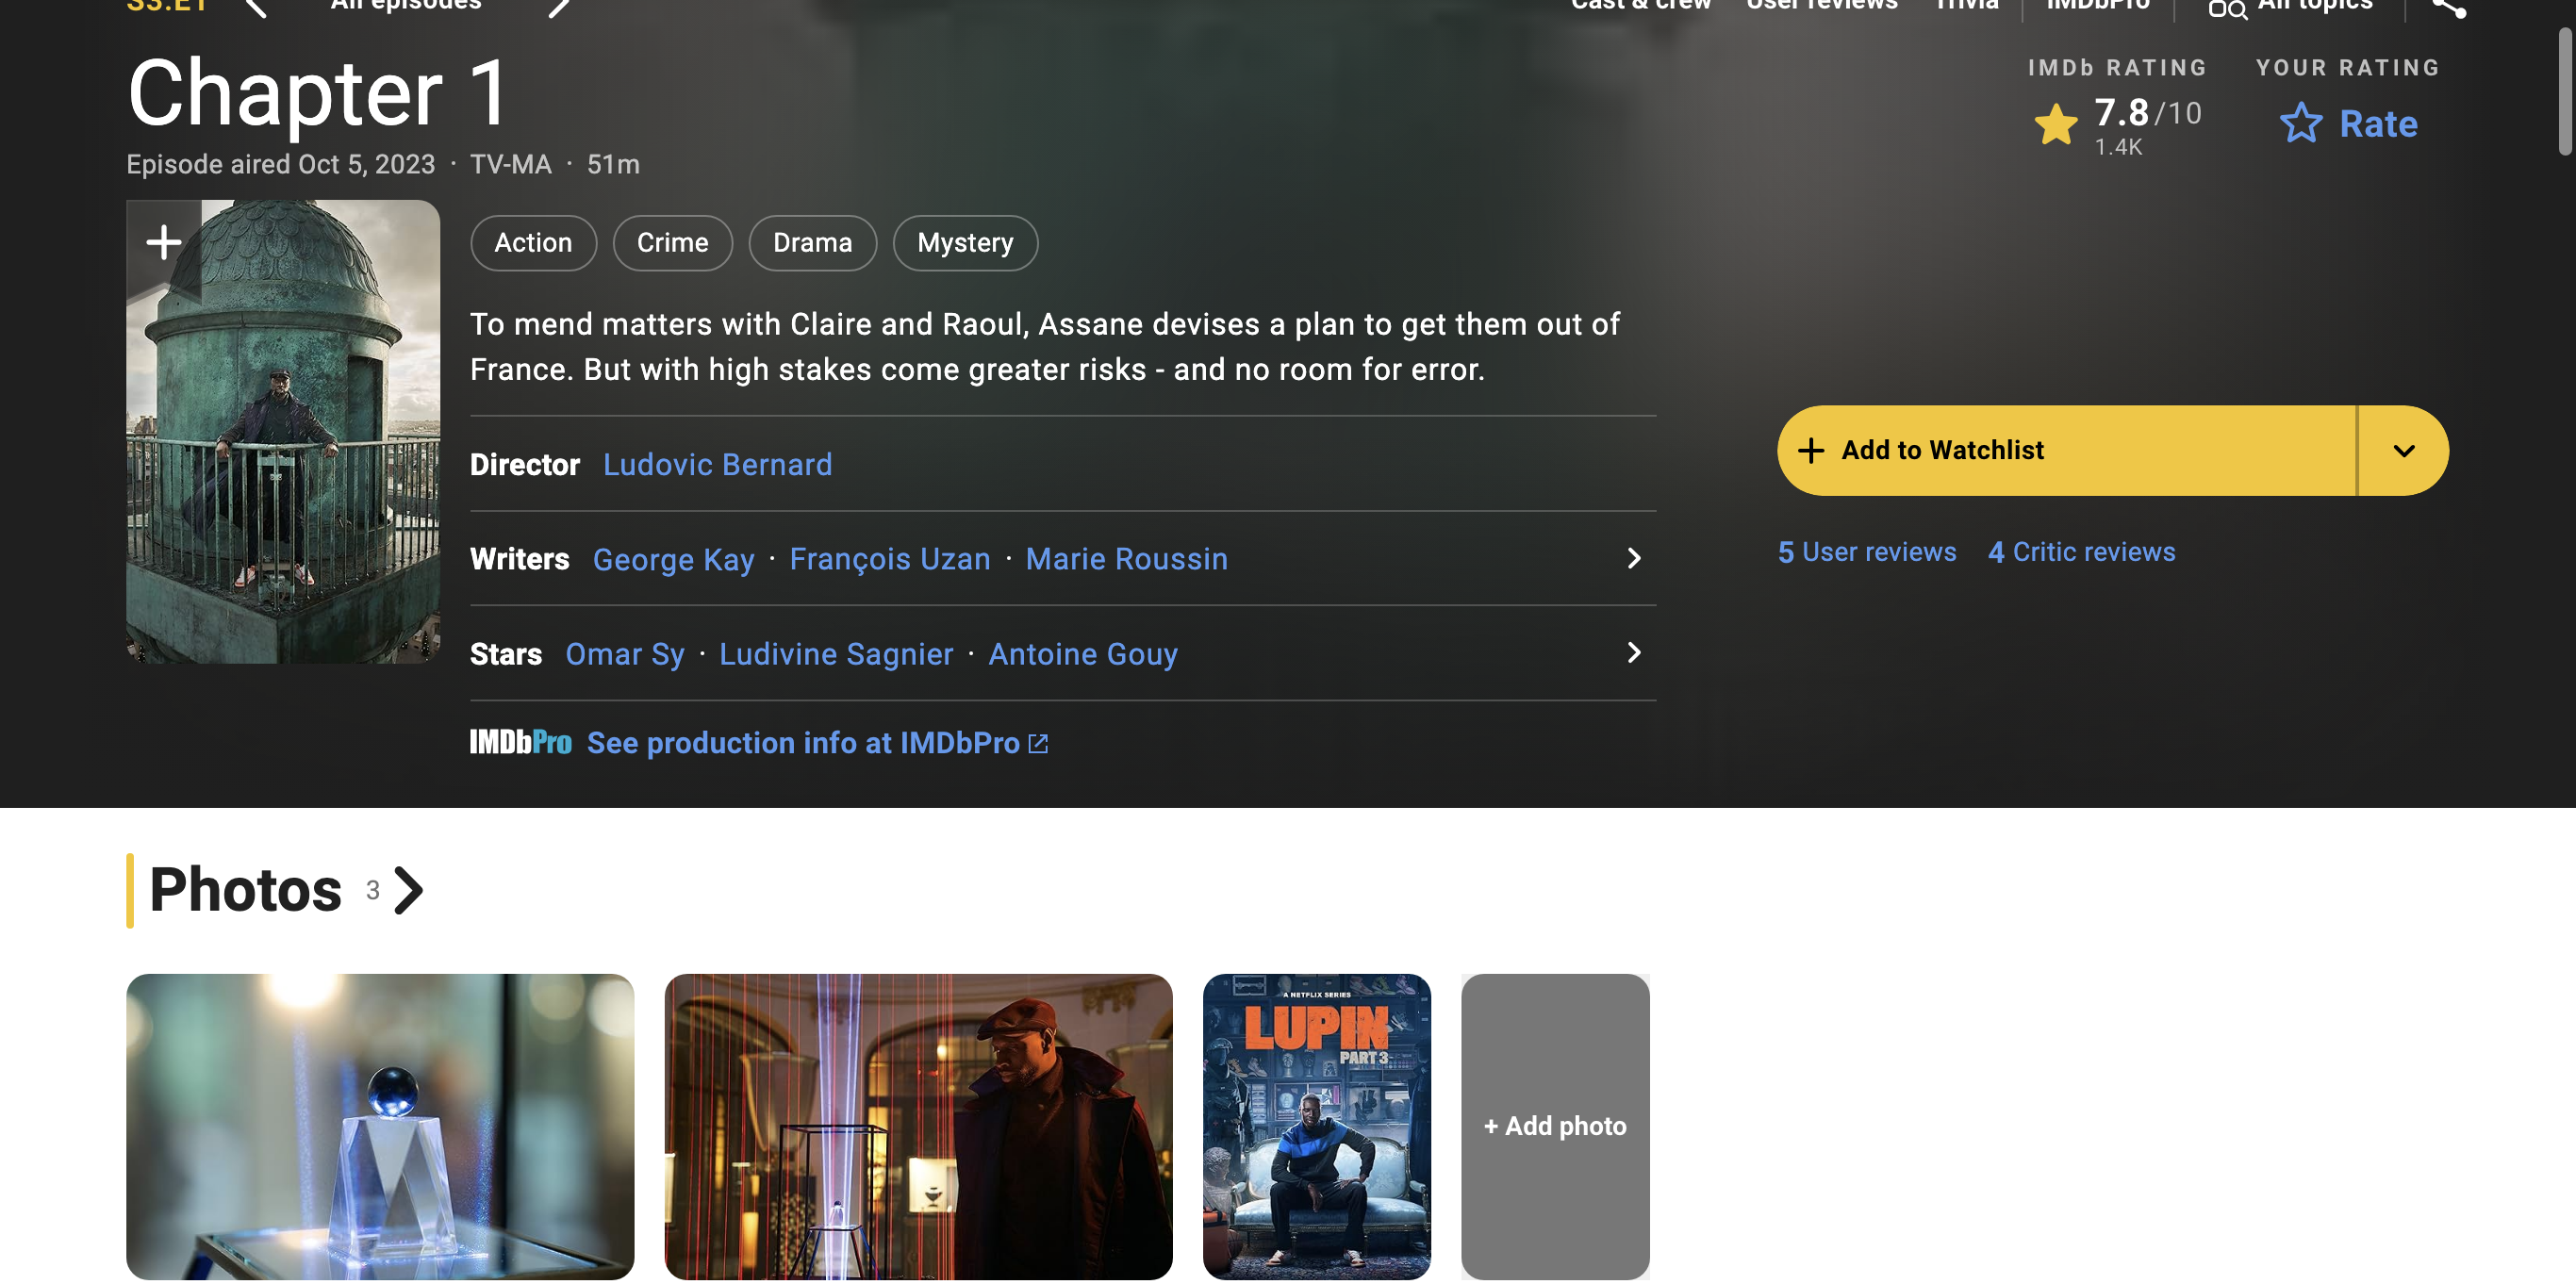 S3.E1
All episodes
Cast & crew
User reviews
Trivia
IMDbPro
All topics
Chapter 1
Episode aired Oct 5, 2023 · TV-MA · 51m
IMDb RATING
7.8/10
1.4K
YOUR RATING
Rate
Action
Crime
Drama
Mystery
To mend matters with Claire and Raoul, Assane devises a plan to get them out of
France. But with high stakes come greater risks - and no room for error.
Director Ludovic Bernard
Writers George Kay · François Uzan · Marie Roussin
Stars Omar Sy · Ludivine Sagnier · Antoine Gouy
IMDbPro See production info at IMDbPro
+ Add to Watchlist
5 User reviews 4 Critic reviews
Photos 3
A NETFLIX SERIES
LUPIN
PART 3
+ Add photo